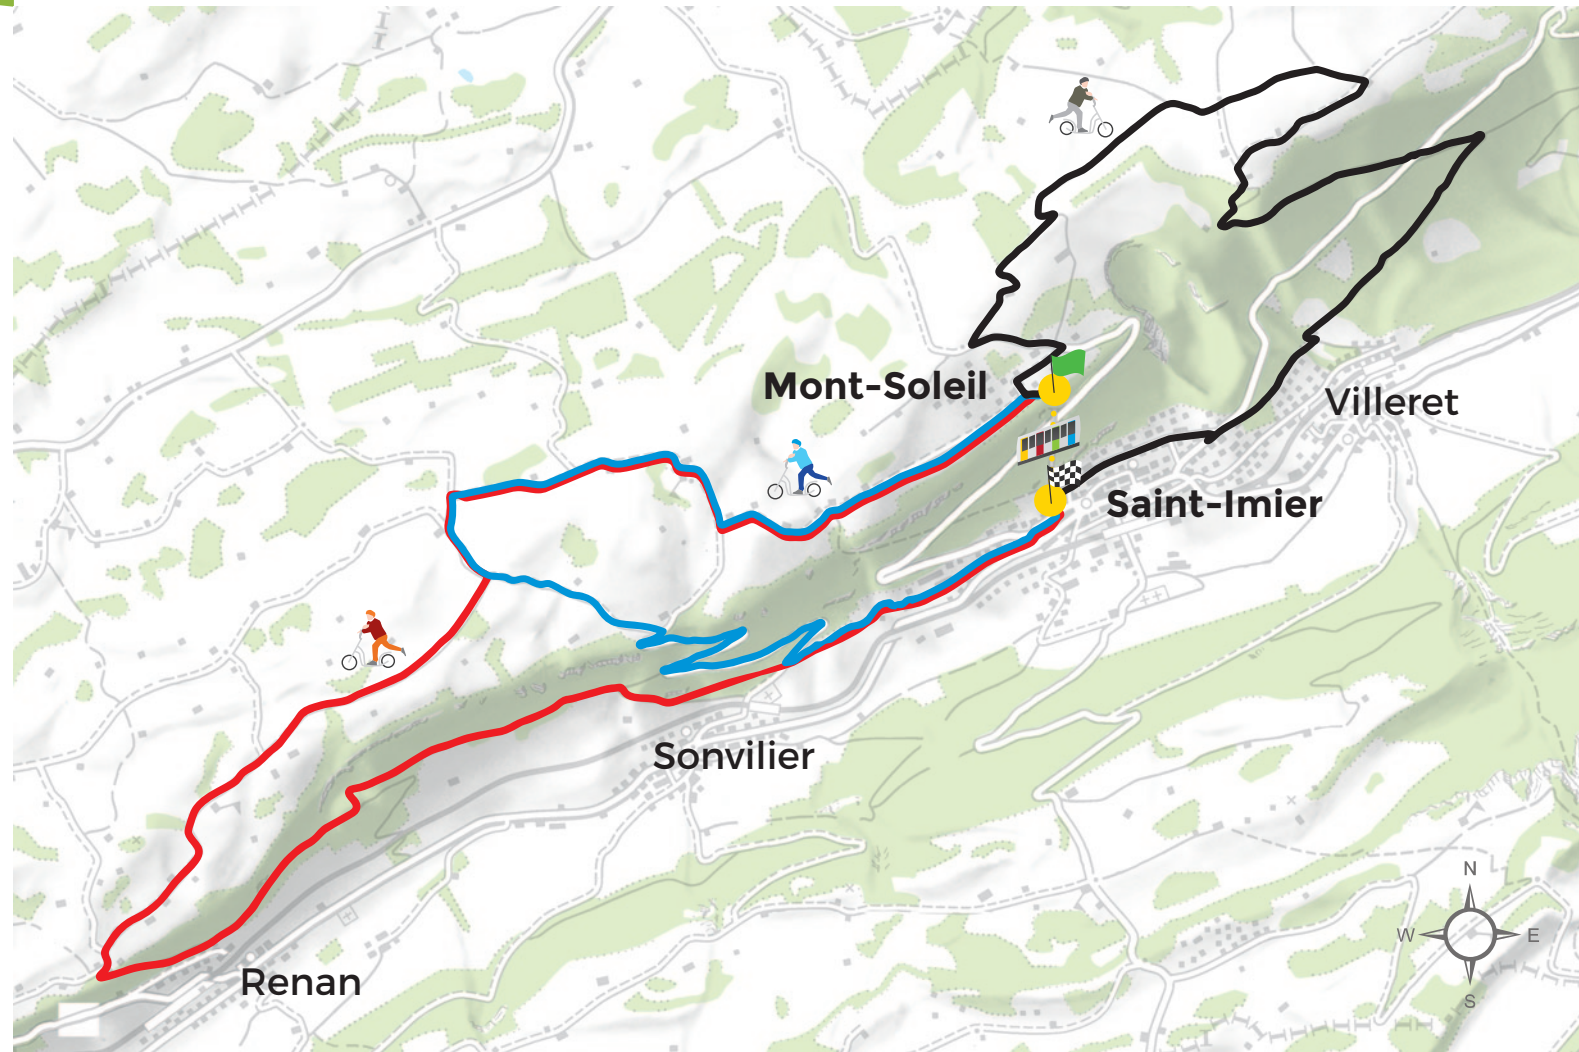 Mont-Soleil
Villeret
Saint-Imier
Sonvilier
N
W E
S
Renan